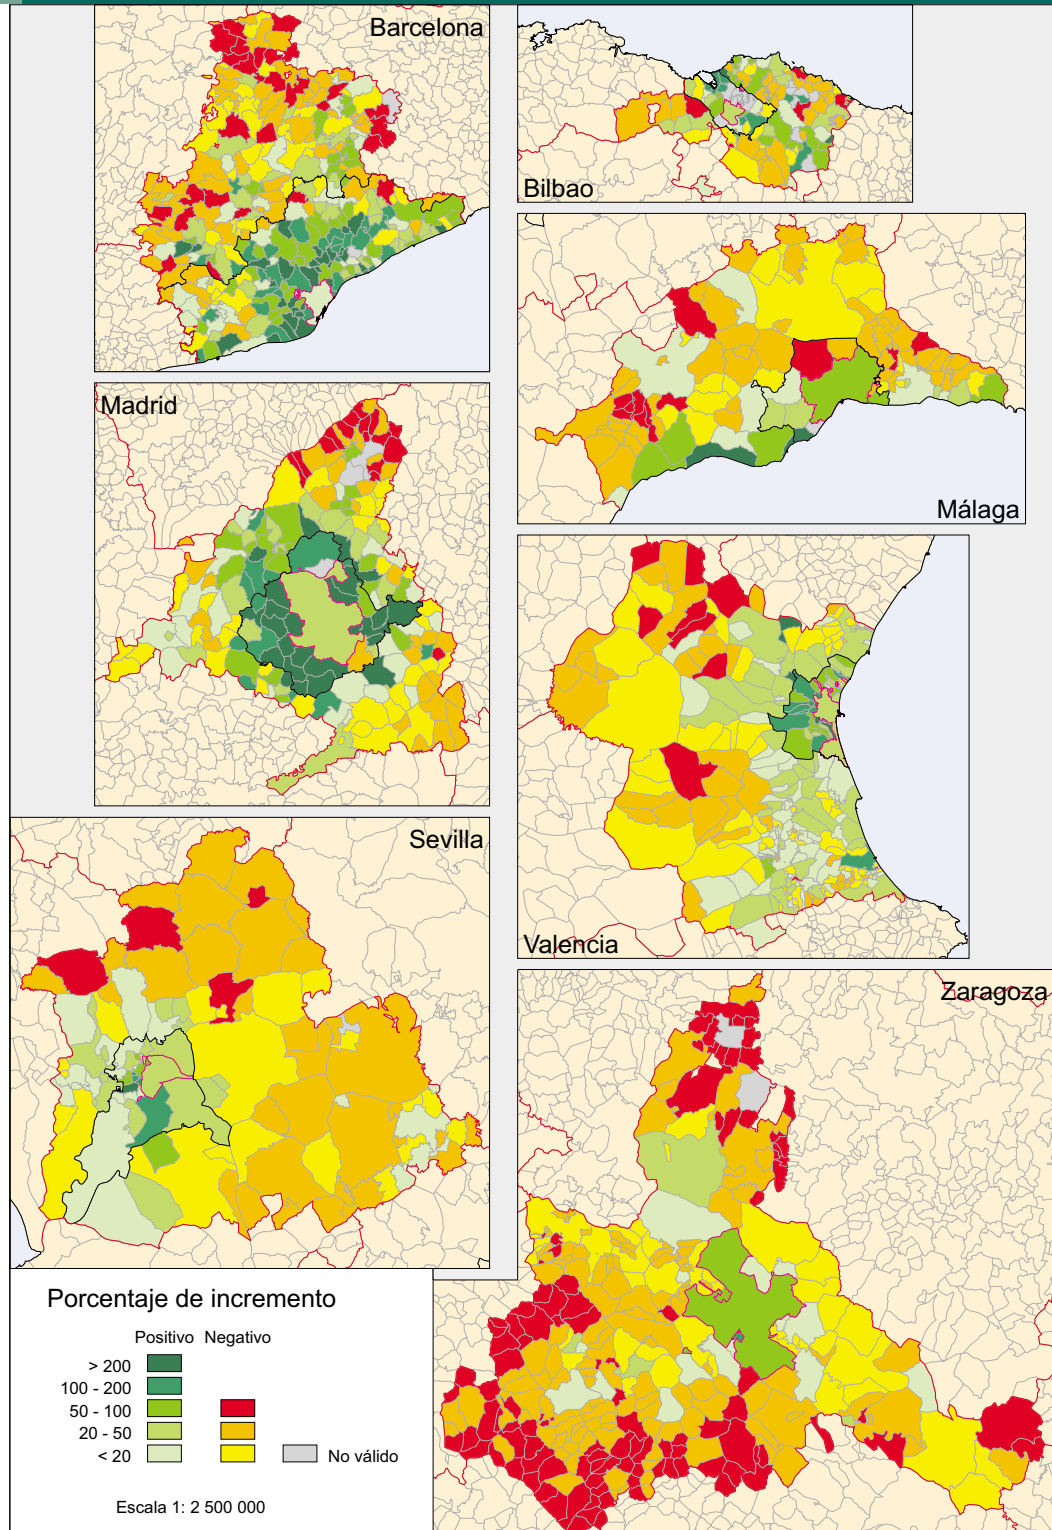 Barcelona
Bilbao
Madrid
Málaga
Sevilla
Valencia
Zaragoza
Porcentaje de incremento
Positivo Negativo
> 200
100 - 200
50 - 100
20 - 50
< 20 No válido
Escala 1: 2 500 000